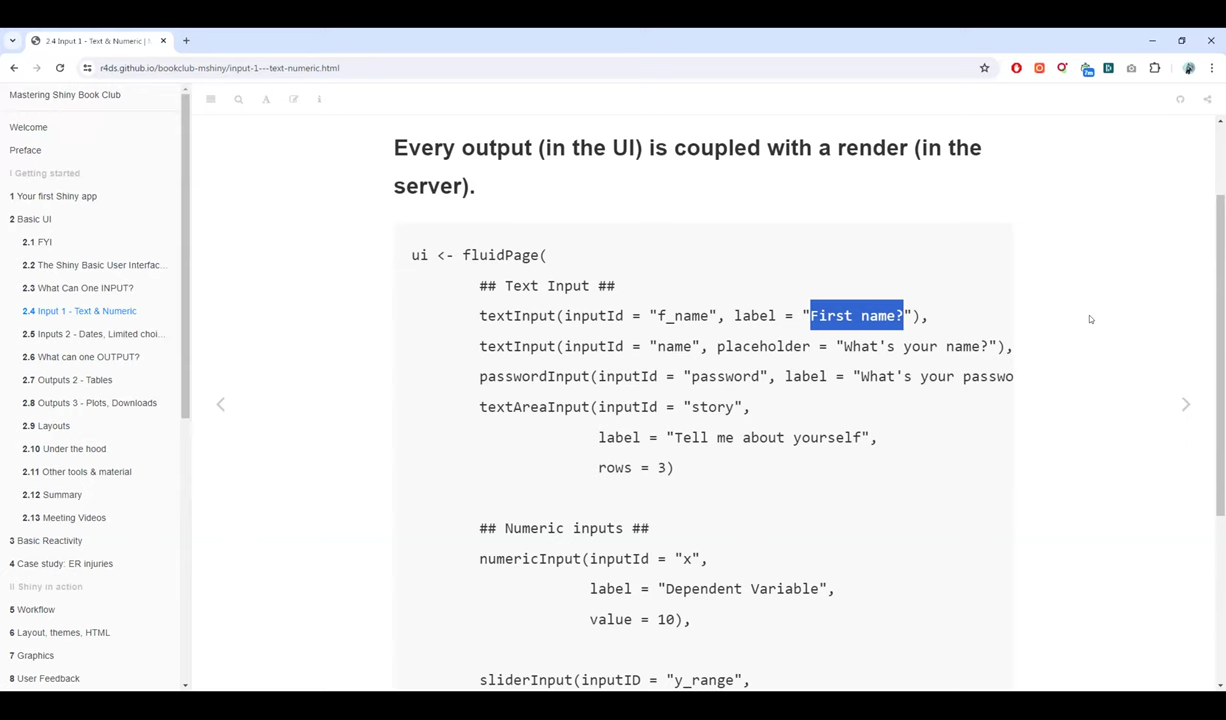 2.4 Input 1 - Text & Numeric |
r4ds.github.io/bookclub-mshiny/input-1---text-numeric.html
7m
Mastering Shiny Book Club
Welcome
Preface
I Getting started
1 Your first Shiny app
2 Basic UI
2.1 FYI
2.2 The Shiny Basic User Interfac...
2.3 What Can One INPUT?
2.4 Input 1 - Text & Numeric
2.5 Inputs 2 - Dates, Limited choi...
2.6 What can one OUTPUT?
2.7 Outputs 2 - Tables
2.8 Outputs 3 - Plots, Downloads
2.9 Layouts
2.10 Under the hood
2.11 Other tools & material
2.12 Summary
2.13 Meeting Videos
3 Basic Reactivity
4 Case study: ER injuries
II Shiny in action
5 Workflow
6 Layout, themes, HTML
7 Graphics
8 User Feedback
A
i
Every output (in the UI) is coupled with a render (in the
server).
ui <- fluidPage(
## Text Input ##
textInput(inputId = "f_name", label = "First name?"),
textInput(inputId = "name", placeholder = "What's your name?"),
passwordInput(inputId = "password", label = "What's your passwo
textAreaInput(inputId = "story",
label = "Tell me about yourself",
rows = 3)
## Numeric inputs ##
numericInput(inputId = "x",
label = "Dependent Variable",
value = 10),
sliderInput(inputID = "y_range",